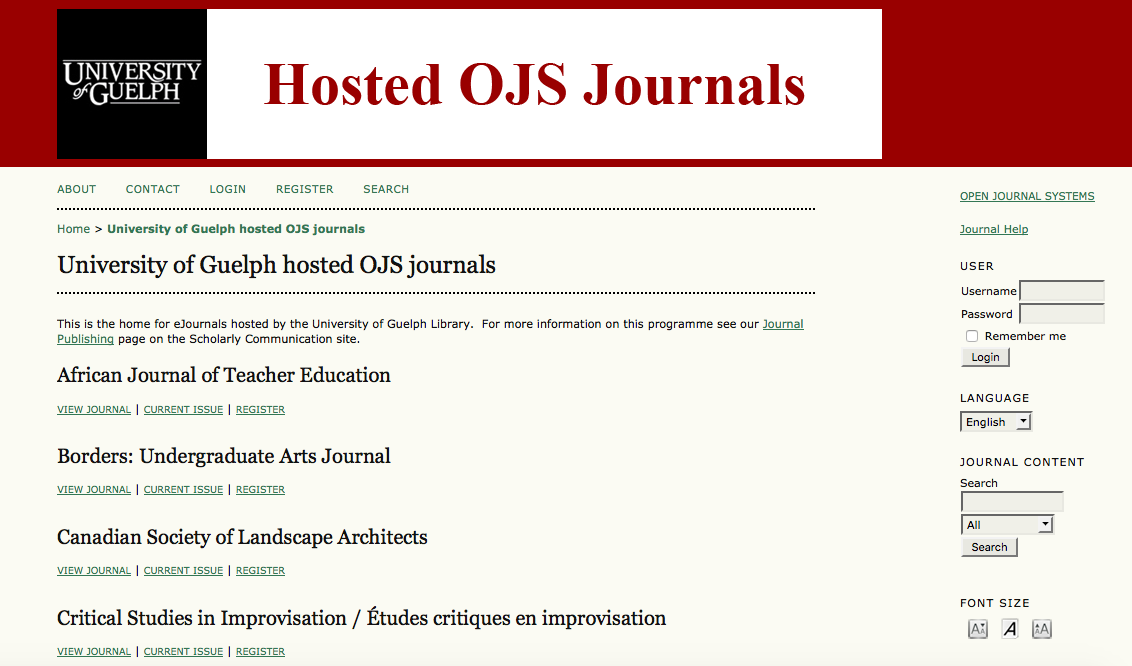 UNIVERSITY
of GUELPH
Hosted OJS Journals
ABOUT CONTACT LOGIN REGISTER SEARCH
Home > University of Guelph hosted OJS journals
University of Guelph hosted OJS journals
This is the home for eJournals hosted by the University of Guelph Library. For more information on this programme see our Journal
Publishing page on the Scholarly Communication site.
African Journal of Teacher Education
VIEW JOURNAL | CURRENT ISSUE | REGISTER
Borders: Undergraduate Arts Journal
VIEW JOURNAL | CURRENT ISSUE | REGISTER
Canadian Society of Landscape Architects
VIEW JOURNAL | CURRENT ISSUE | REGISTER
Critical Studies in Improvisation / Études critiques en improvisation
VIEW JOURNAL | CURRENT ISSUE | REGISTER
OPEN JOURNAL SYSTEMS
Journal Help
USER
Username
Password
Remember me
Login
LANGUAGE
English
JOURNAL CONTENT
Search
All
Search
FONT SIZE
AA A AA